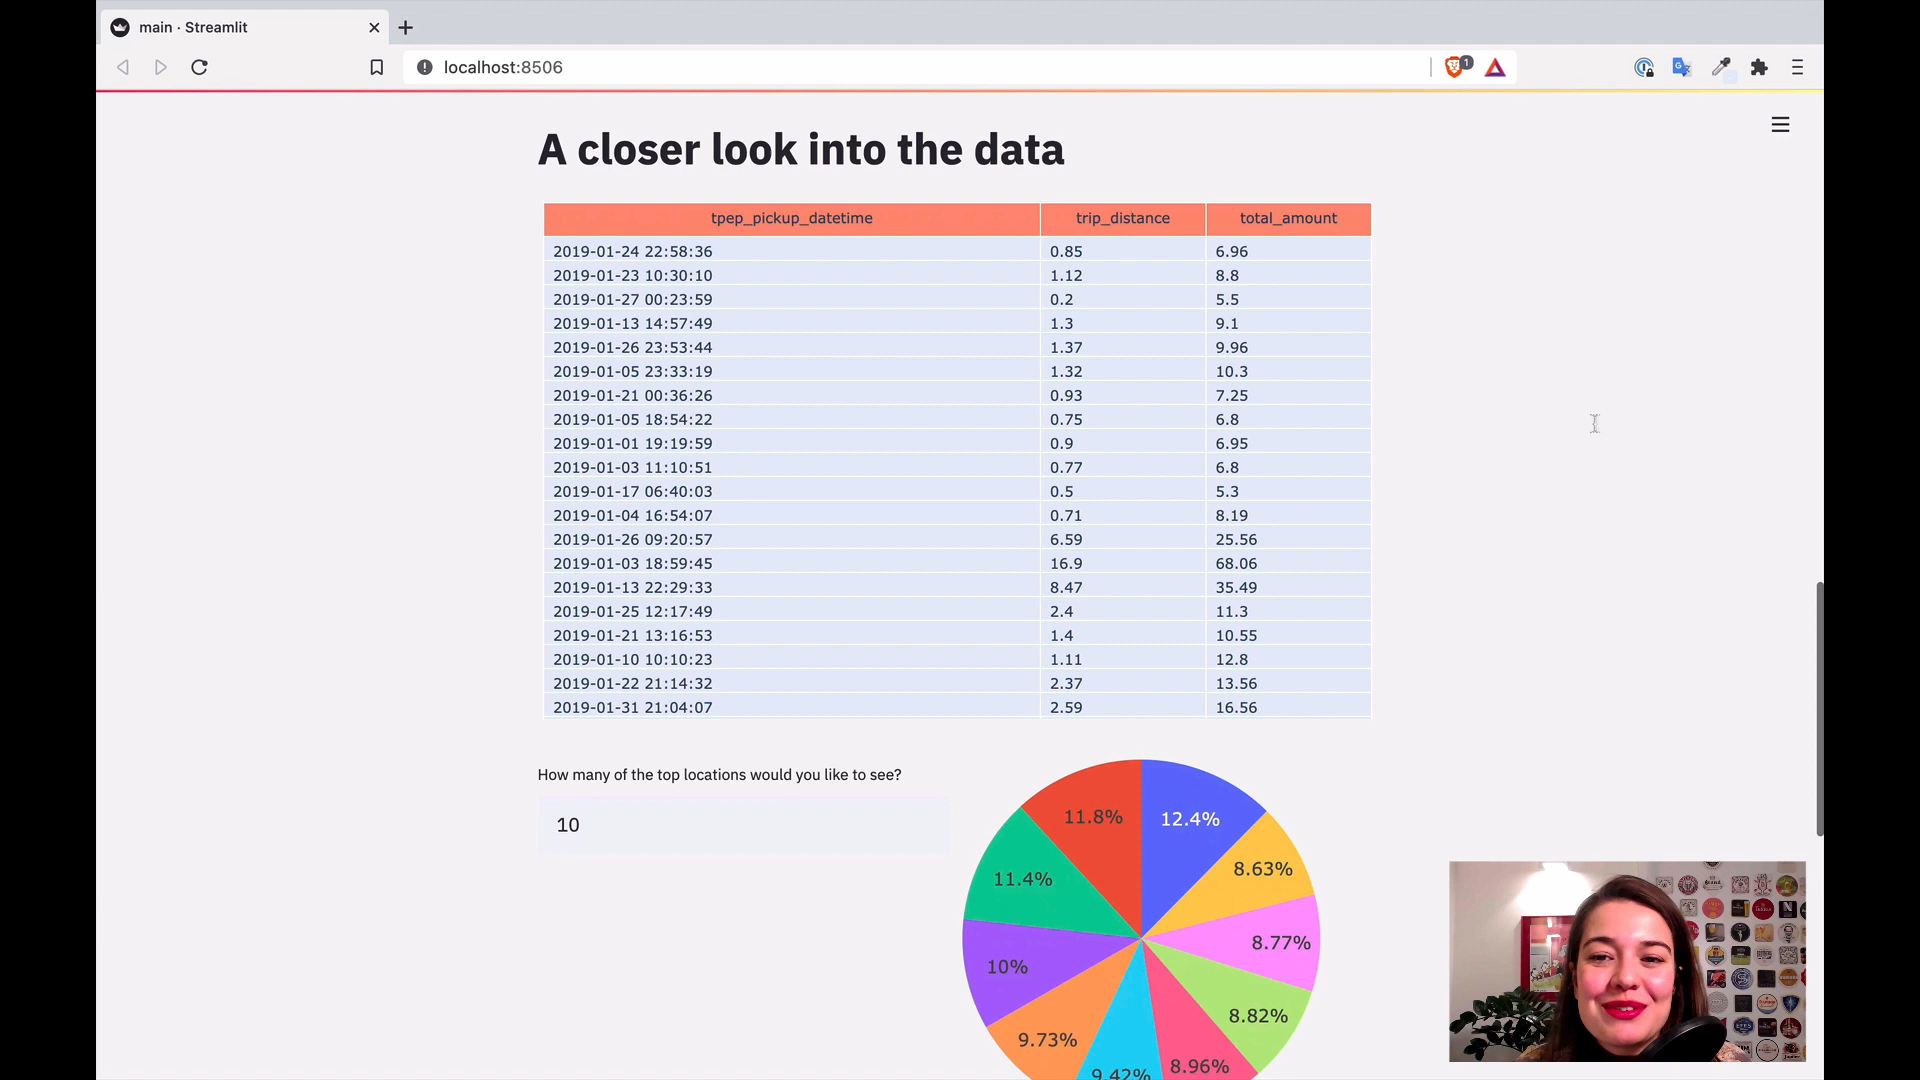 main · Streamlit
localhost:8506
1
A closer look into the data
tpep_pickup_datetime trip_distance total_amount
2019-01-24 22:58:36 0.85 6.96
2019-01-23 10:30:10 1.12 8.8
2019-01-27 00:23:59 0.2 5.5
2019-01-13 14:57:49 1.3 9.1
2019-01-26 23:53:44 1.37 9.96
2019-01-05 23:33:19 1.32 10.3
2019-01-21 00:36:26 0.93 7.25
2019-01-05 18:54:22 0.75 6.8
2019-01-01 19:19:59 0.9 6.95
2019-01-03 11:10:51 0.77 6.8
2019-01-17 06:40:03 0.5 5.3
2019-01-04 16:54:07 0.71 8.19
2019-01-26 09:20:57 6.59 25.56
2019-01-03 18:59:45 16.9 68.06
2019-01-13 22:29:33 8.47 35.49
2019-01-25 12:17:49 2.4 11.3
2019-01-21 13:16:53 1.4 10.55
2019-01-10 10:10:23 1.11 12.8
2019-01-22 21:14:32 2.37 13.56
2019-01-31 21:04:07 2.59 16.56
How many of the top locations would you like to see?
10
11.8% 12.4%
8.63%
11.4%
8.77%
10%
8.82%
9.73%
8.96%
9.42%